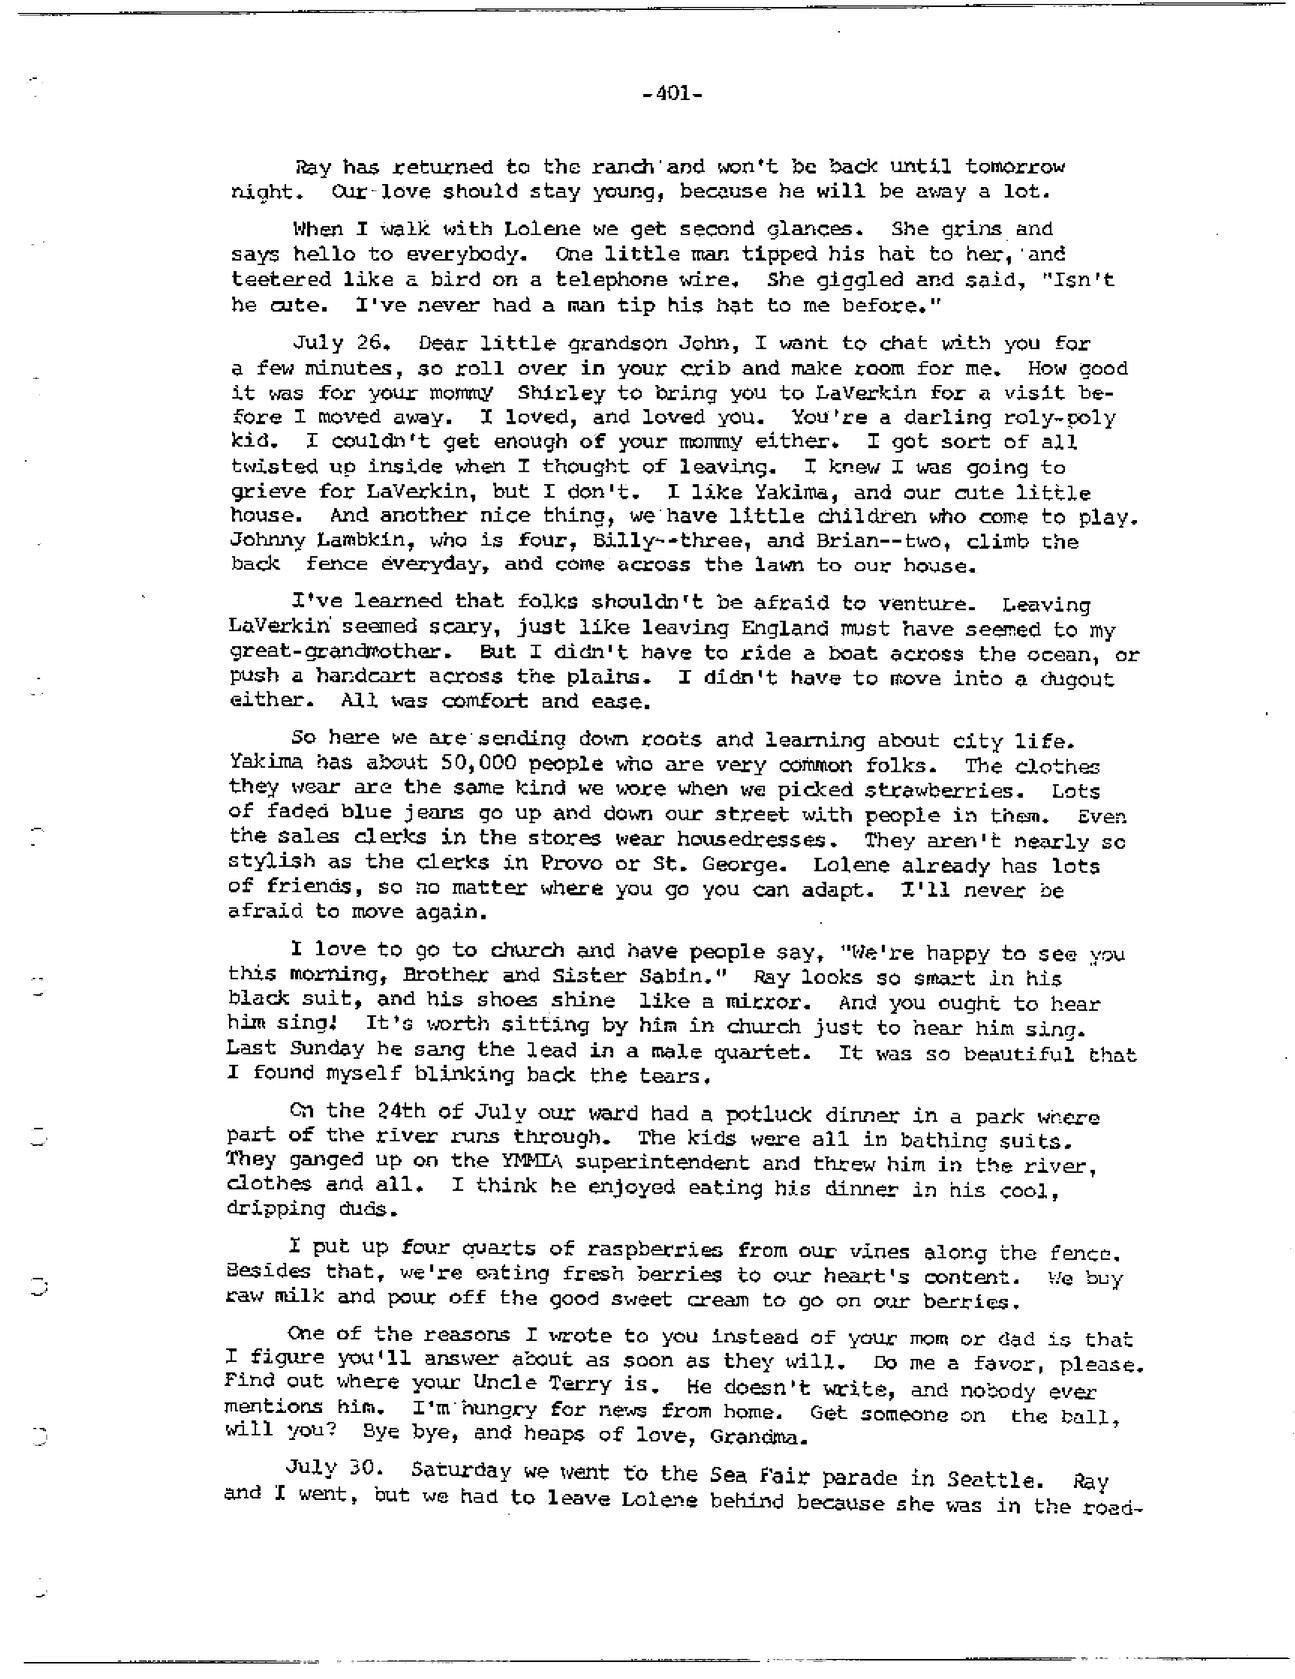 -401-
Ray has returned to the ranch and won't be back until tomorrow
night. Our love should stay young, because he will be away a lot.
When I walk with Lolene we get second glances. She grins and
says hello to everybody. One little man tipped his hat to her, and
teetered like a bird on a telephone wire. She giggled and said, "Isn't
he cute. I've never had a man tip his hat to me before."
July 26. Dear little grandson John, I want to chat with you for
a few minutes, so roll over in your crib and make room for me. How good
it was for your mommy Shirley to bring you to LaVerkin for a visit be-
fore I moved away. I loved, and loved you. You're a darling roly-poly
kid. I couldn't get enough of your mommy either. I got sort of all
twisted up inside when I thought of leaving. I knew I was going to
grieve for LaVerkin, but I don't. I like Yakima, and our cute little
house. And another nice thing, we have little children who come to play.
Johnny Lambkin, who is four, Billy--three, and Brian--two, climb the
back fence everyday, and come across the lawn to our house.
I've learned that folks shouldn't be afraid to venture. Leaving
LaVerkin seemed scary, just like leaving England must have seemed to my
great-grandmother. But I didn't have to ride a boat across the ocean, or
push a handcart across the plains. I didn't have to move into a dugout
either. All was comfort and ease.
So here we are sending down roots and learning about city life.
Yakima has about 50,000 people who are very common folks. The clothes
they wear are the same kind we wore when we picked strawberries. Lots
of faded blue jeans go up and down our street with people in them. Even
the sales clerks in the stores wear housedresses. They aren't nearly so
stylish as the clerks in Provo or St. George. Lolene already has lots
of friends, so no matter where you go you can adapt. I'll never be
afraid to move again.
I love to go to church and have people say, "We're happy to see you
this morning, Brother and Sister Sabin." Ray looks so smart in his
black suit, and his shoes shine like a mirror. And you ought to hear
him sing! It's worth sitting by him in church just to hear him sing.
Last Sunday he sang the lead in a male quartet. It was so beautiful that
I found myself blinking back the tears.
On the 24th of July our ward had a potluck dinner in a park where
part of the river runs through. The kids were all in bathing suits.
They ganged up on the YMMIA superintendent and threw him in the river,
clothes and all. I think he enjoyed eating his dinner in his cool,
dripping duds.
I put up four quarts of raspberries from our vines along the fence.
Besides that, we're eating fresh berries to our heart's content. We buy
raw milk and pour off the good sweet cream to go on our berries.
One of the reasons I wrote to you instead of your mom or dad is that
I figure you'll answer about as soon as they will. Do me a favor, please.
Find out where your Uncle Terry is. He doesn't write, and nobody ever
mentions him. I'm hungry for news from home. Get someone on the ball,
will you? Bye bye, and heaps of love, Grandma.
July 30. Saturday we went to the Sea Fair parade in Seattle. Ray
and I went, but we had to leave Lolene behind because she was in the road-